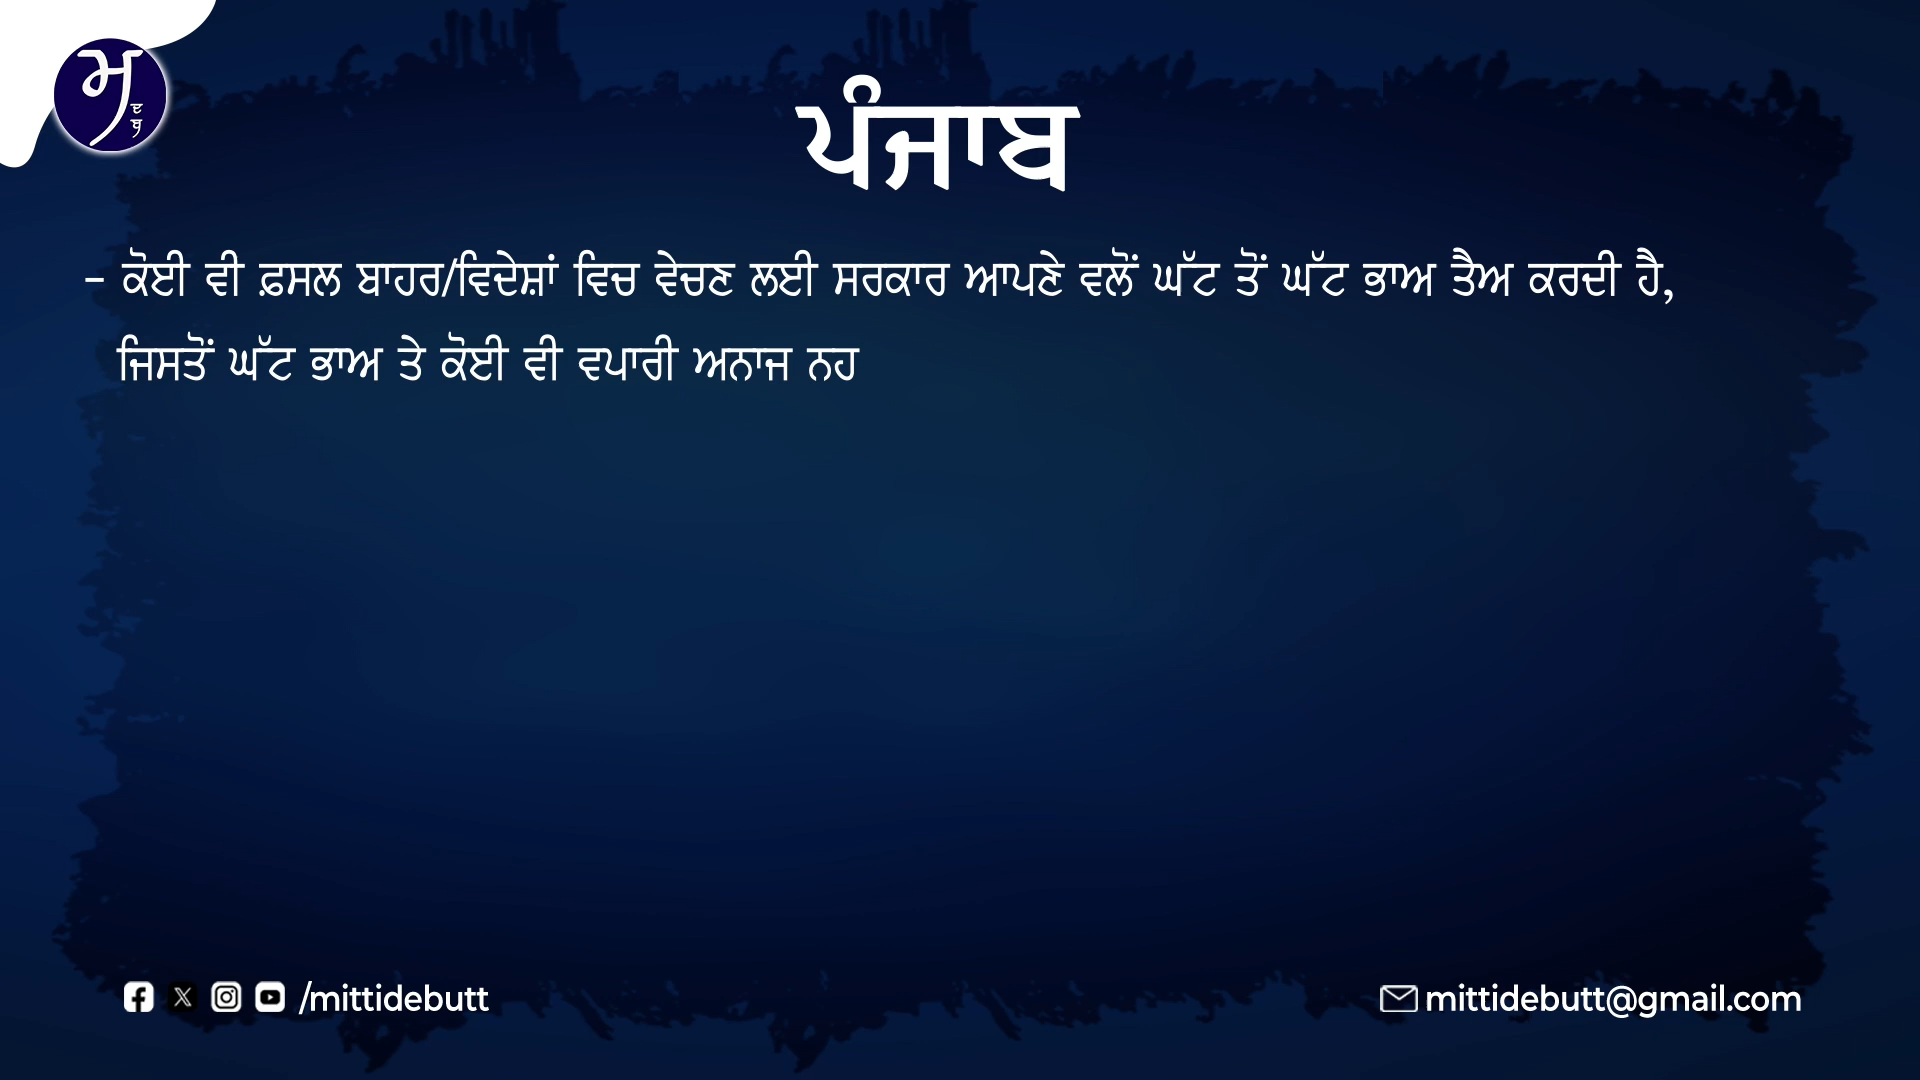 ਮ
ਦ
ਬੁ
ਪੰਜਾਬ
- ਕੋਈ ਵੀ ਫ਼ਸਲ ਬਾਹਰ/ਵਿਦੇਸ਼ਾਂ ਵਿਚ ਵੇਚਣ ਲਈ ਸਰਕਾਰ ਆਪਣੇ ਵਲੋਂ ਘੱਟ ਤੋਂ ਘੱਟ ਭਾਅ ਤੈਅ ਕਰਦੀ ਹੈ,
ਜਿਸਤੋਂ ਘੱਟ ਭਾਅ ਤੇ ਕੋਈ ਵੀ ਵਪਾਰੀ ਅਨਾਜ ਨਹ
/mittidebutt
mittidebutt@gmail.com